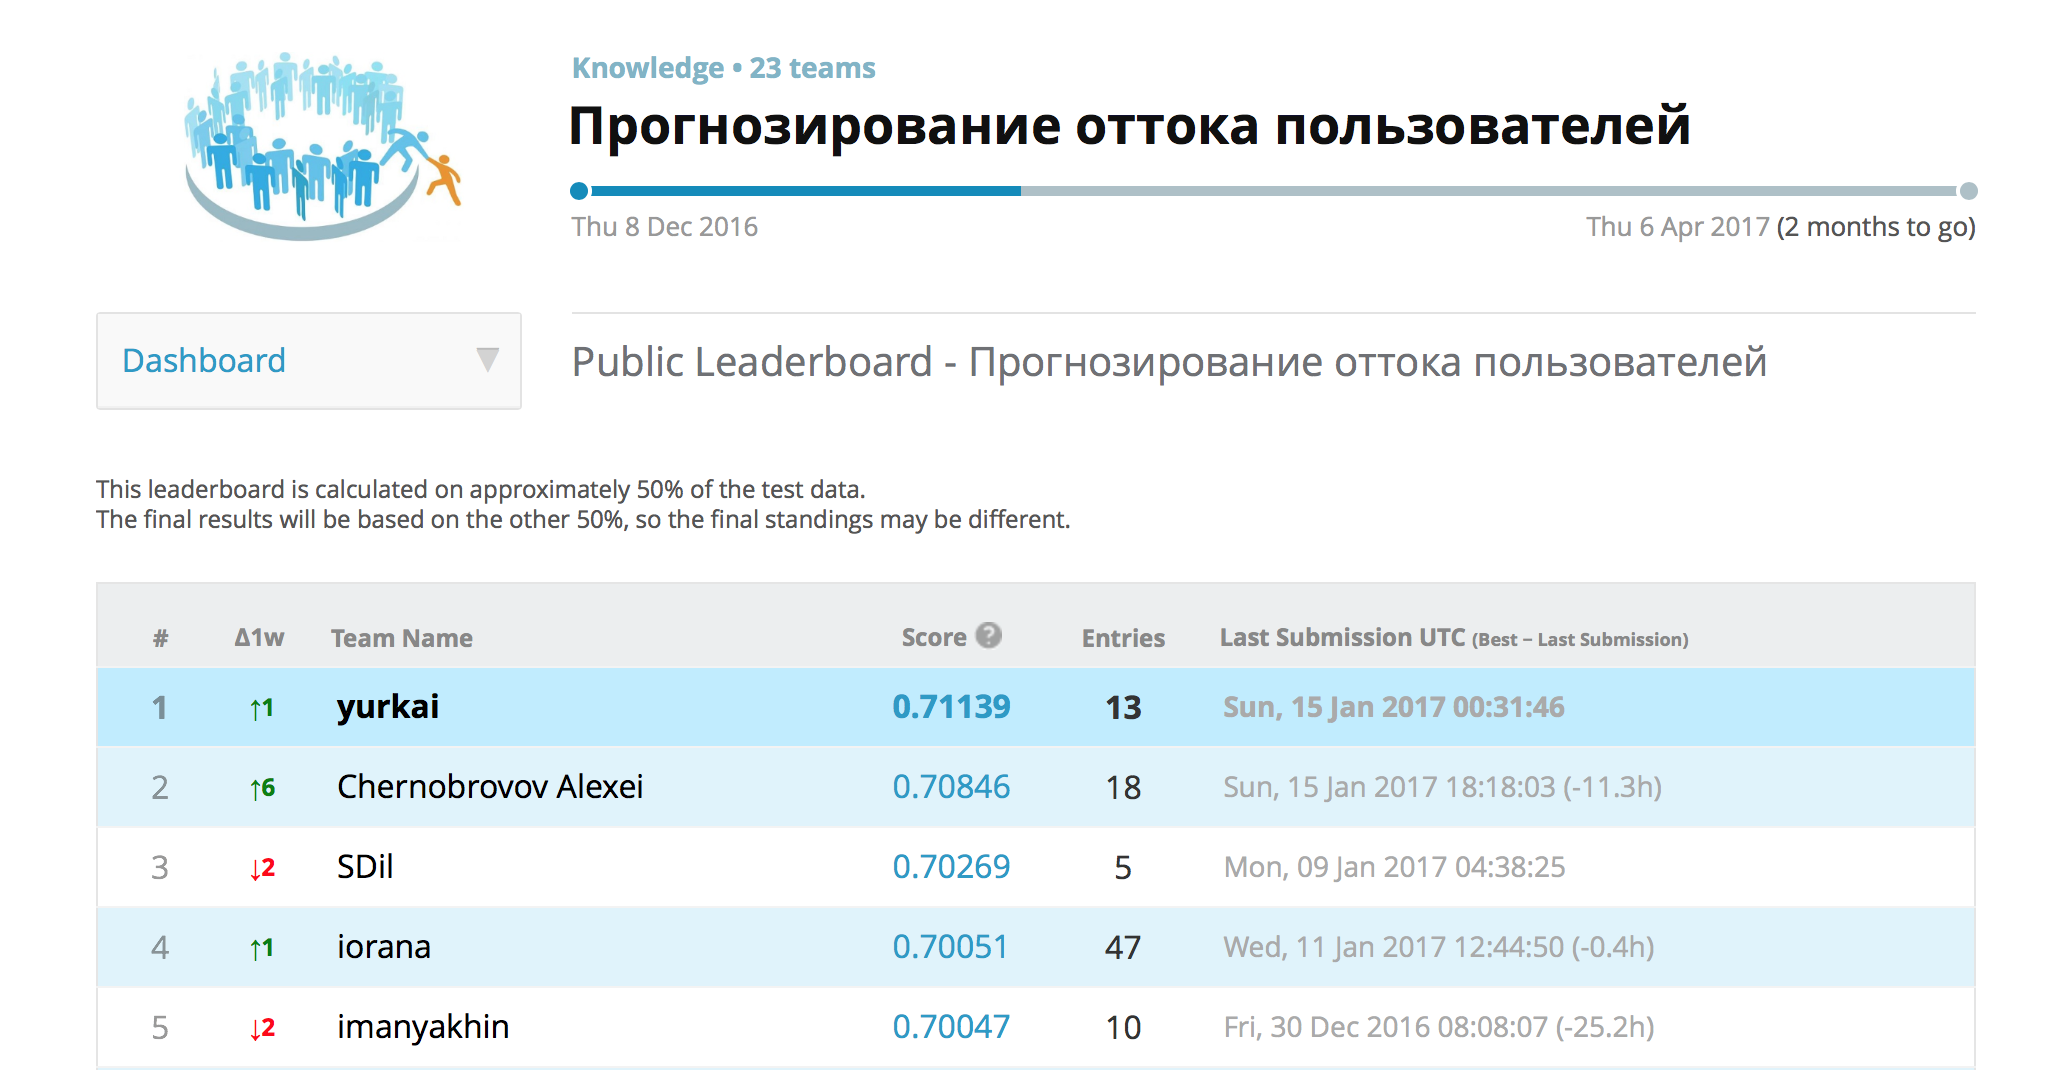 Knowledge • 23 teams
Прогнозирование оттока пользователей
Thu 8 Dec 2016 Thu 6 Apr 2017 (2 months to go)
Dashboard
Public Leaderboard - Прогнозирование оттока пользователей
This leaderboard is calculated on approximately 50% of the test data.
The final results will be based on the other 50%, so the final standings may be different.
# Δ1w Team Name Score ? Entries Last Submission UTC (Best − Last Submission)
1 ↑1 yurkai 0.71139 13 Sun, 15 Jan 2017 00:31:46
2 ↑6 Chernobrovov Alexei 0.70846 18 Sun, 15 Jan 2017 18:18:03 (-11.3h)
3 ↓2 SDil 0.70269 5 Mon, 09 Jan 2017 04:38:25
4 ↑1 iorana 0.70051 47 Wed, 11 Jan 2017 12:44:50 (-0.4h)
5 ↓2 imanyakhin 0.70047 10 Fri, 30 Dec 2016 08:08:07 (-25.2h)